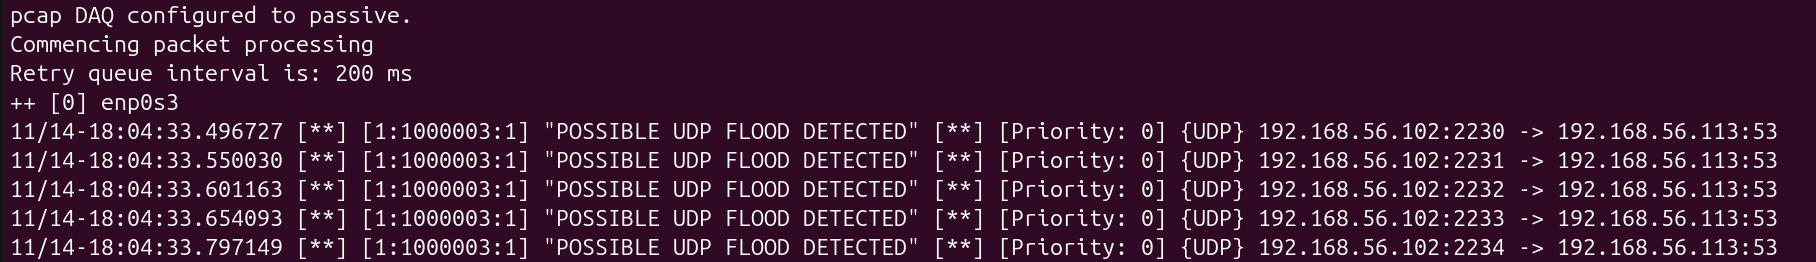 pcap DAQ configured to passive.
Commencing packet processing
Retry queue interval is: 200 ms
++ [0] enp0s3
11/14-18:04:33.496727 [**] [1:1000003:1] "POSSIBLE UDP FLOOD DETECTED" [**] [Priority: 0] {UDP} 192.168.56.102:2230 -> 192.168.56.113:53
11/14-18:04:33.550030 [**] [1:1000003:1] "POSSIBLE UDP FLOOD DETECTED" [**] [Priority: 0] {UDP} 192.168.56.102:2231 -> 192.168.56.113:53
11/14-18:04:33.601163 [**] [1:1000003:1] "POSSIBLE UDP FLOOD DETECTED" [**] [Priority: 0] {UDP} 192.168.56.102:2232 -> 192.168.56.113:53
11/14-18:04:33.654093 [**] [1:1000003:1] "POSSIBLE UDP FLOOD DETECTED" [**] [Priority: 0] {UDP} 192.168.56.102:2233 -> 192.168.56.113:53
11/14-18:04:33.797149 [**] [1:1000003:1] "POSSIBLE UDP FLOOD DETECTED" [**] [Priority: 0] {UDP} 192.168.56.102:2234 -> 192.168.56.113:53